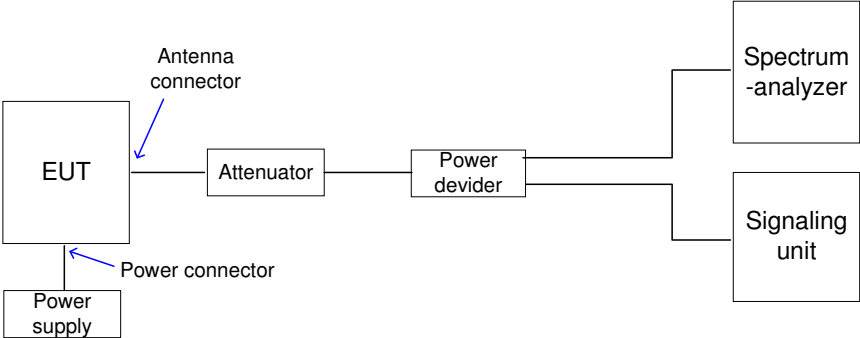 Antenna
connector
EUT
Attenuator
Power
devider
Spectrum
-analyzer
Signaling
unit
Power connector
Power
supply